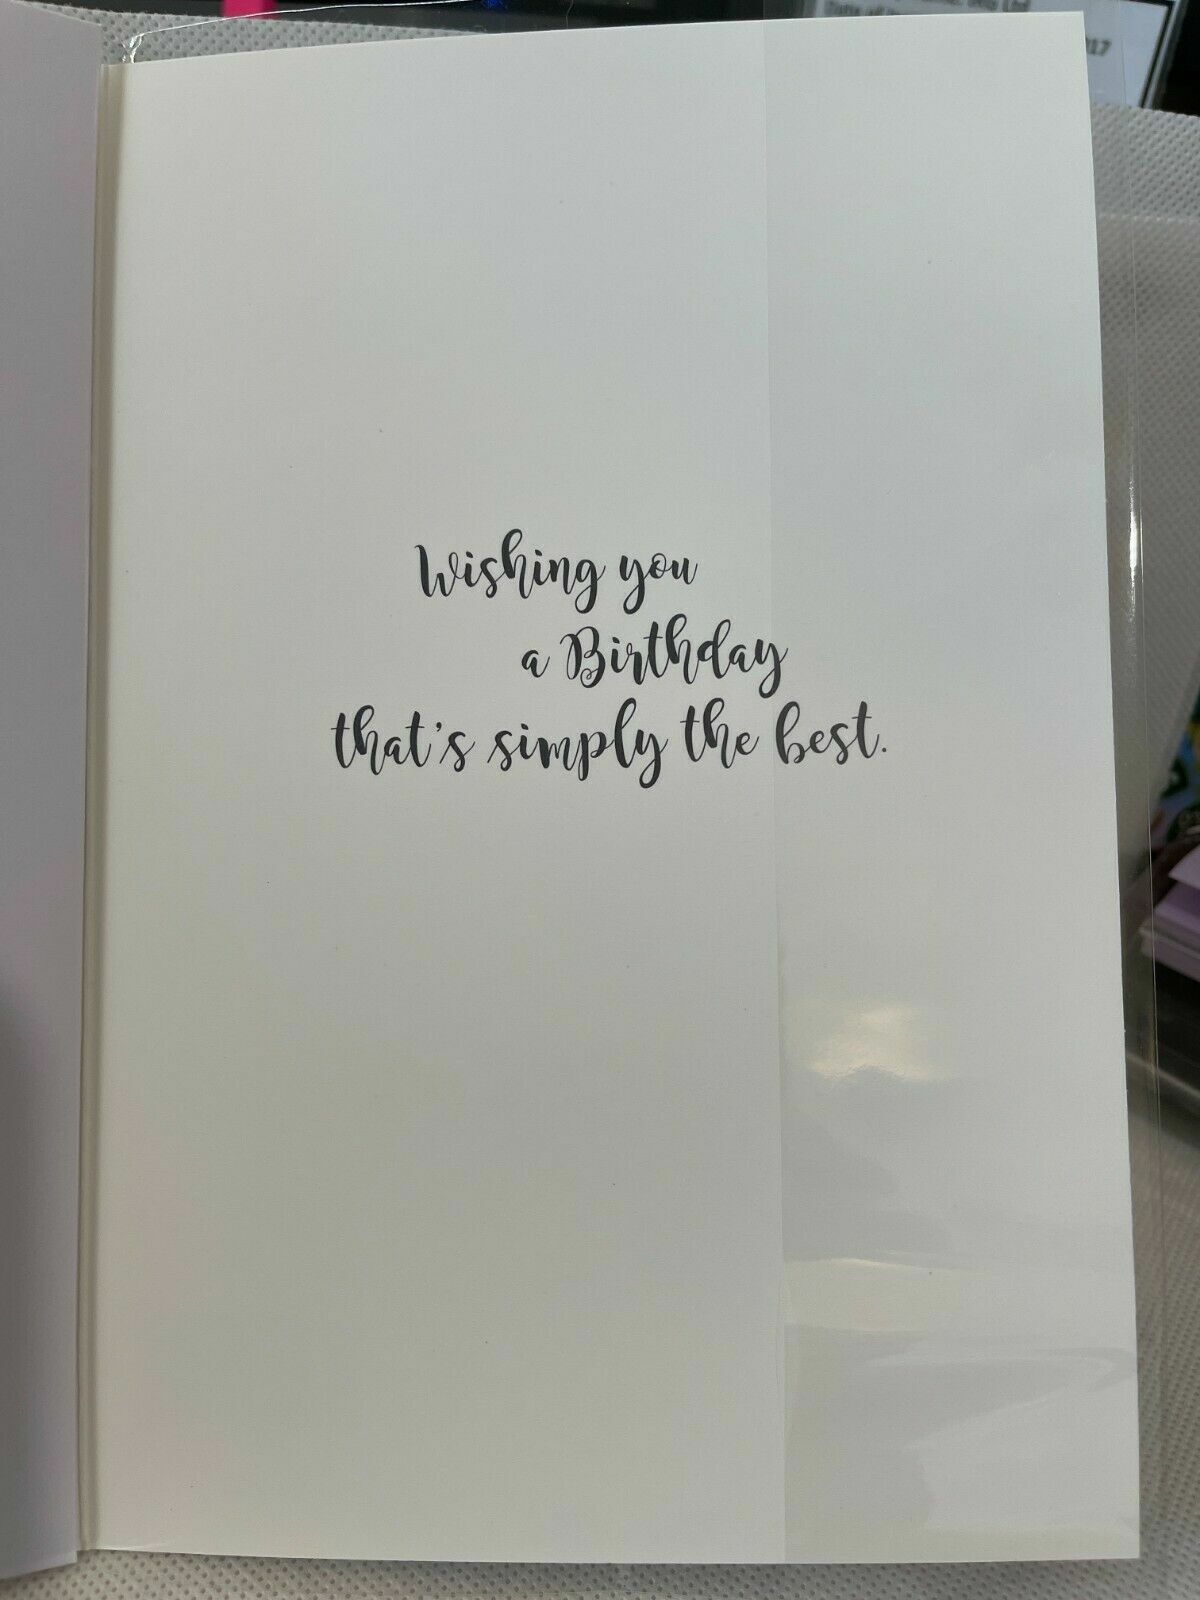 Wishing you
a Birthday
that's simply the best.